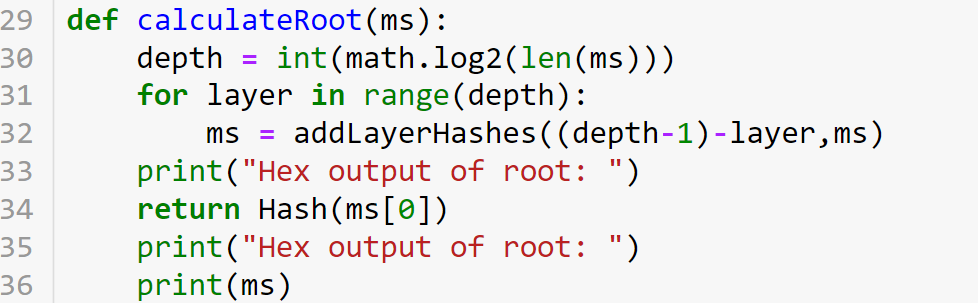 29 def calculateRoot(ms):
30     depth = int(math.log2(len(ms)))
31     for layer in range(depth):
32         ms = addLayerHashes((depth-1)-layer,ms)
33     print("Hex output of root: ")
34     return Hash(ms[0])
35     print("Hex output of root: ")
36     print(ms)